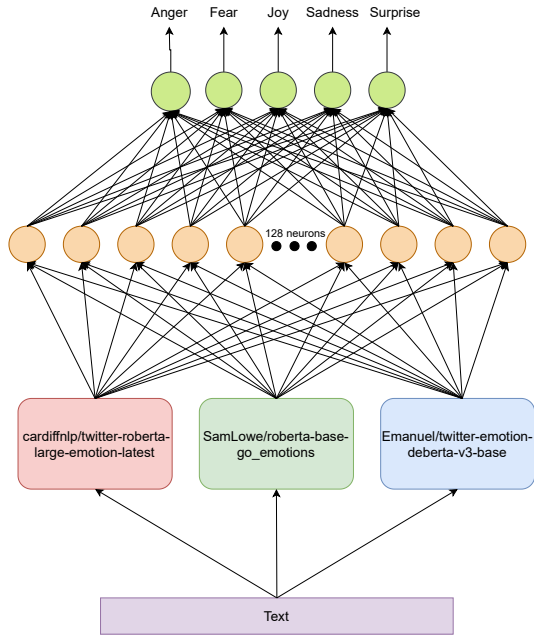 Anger Fear Joy Sadness Surprise
128 neurons
cardiffnlp/twitter-roberta-
large-emotion-latest
SamLowe/roberta-base-
go_emotions
Emanuel/twitter-emotion-
deberta-v3-base
Text